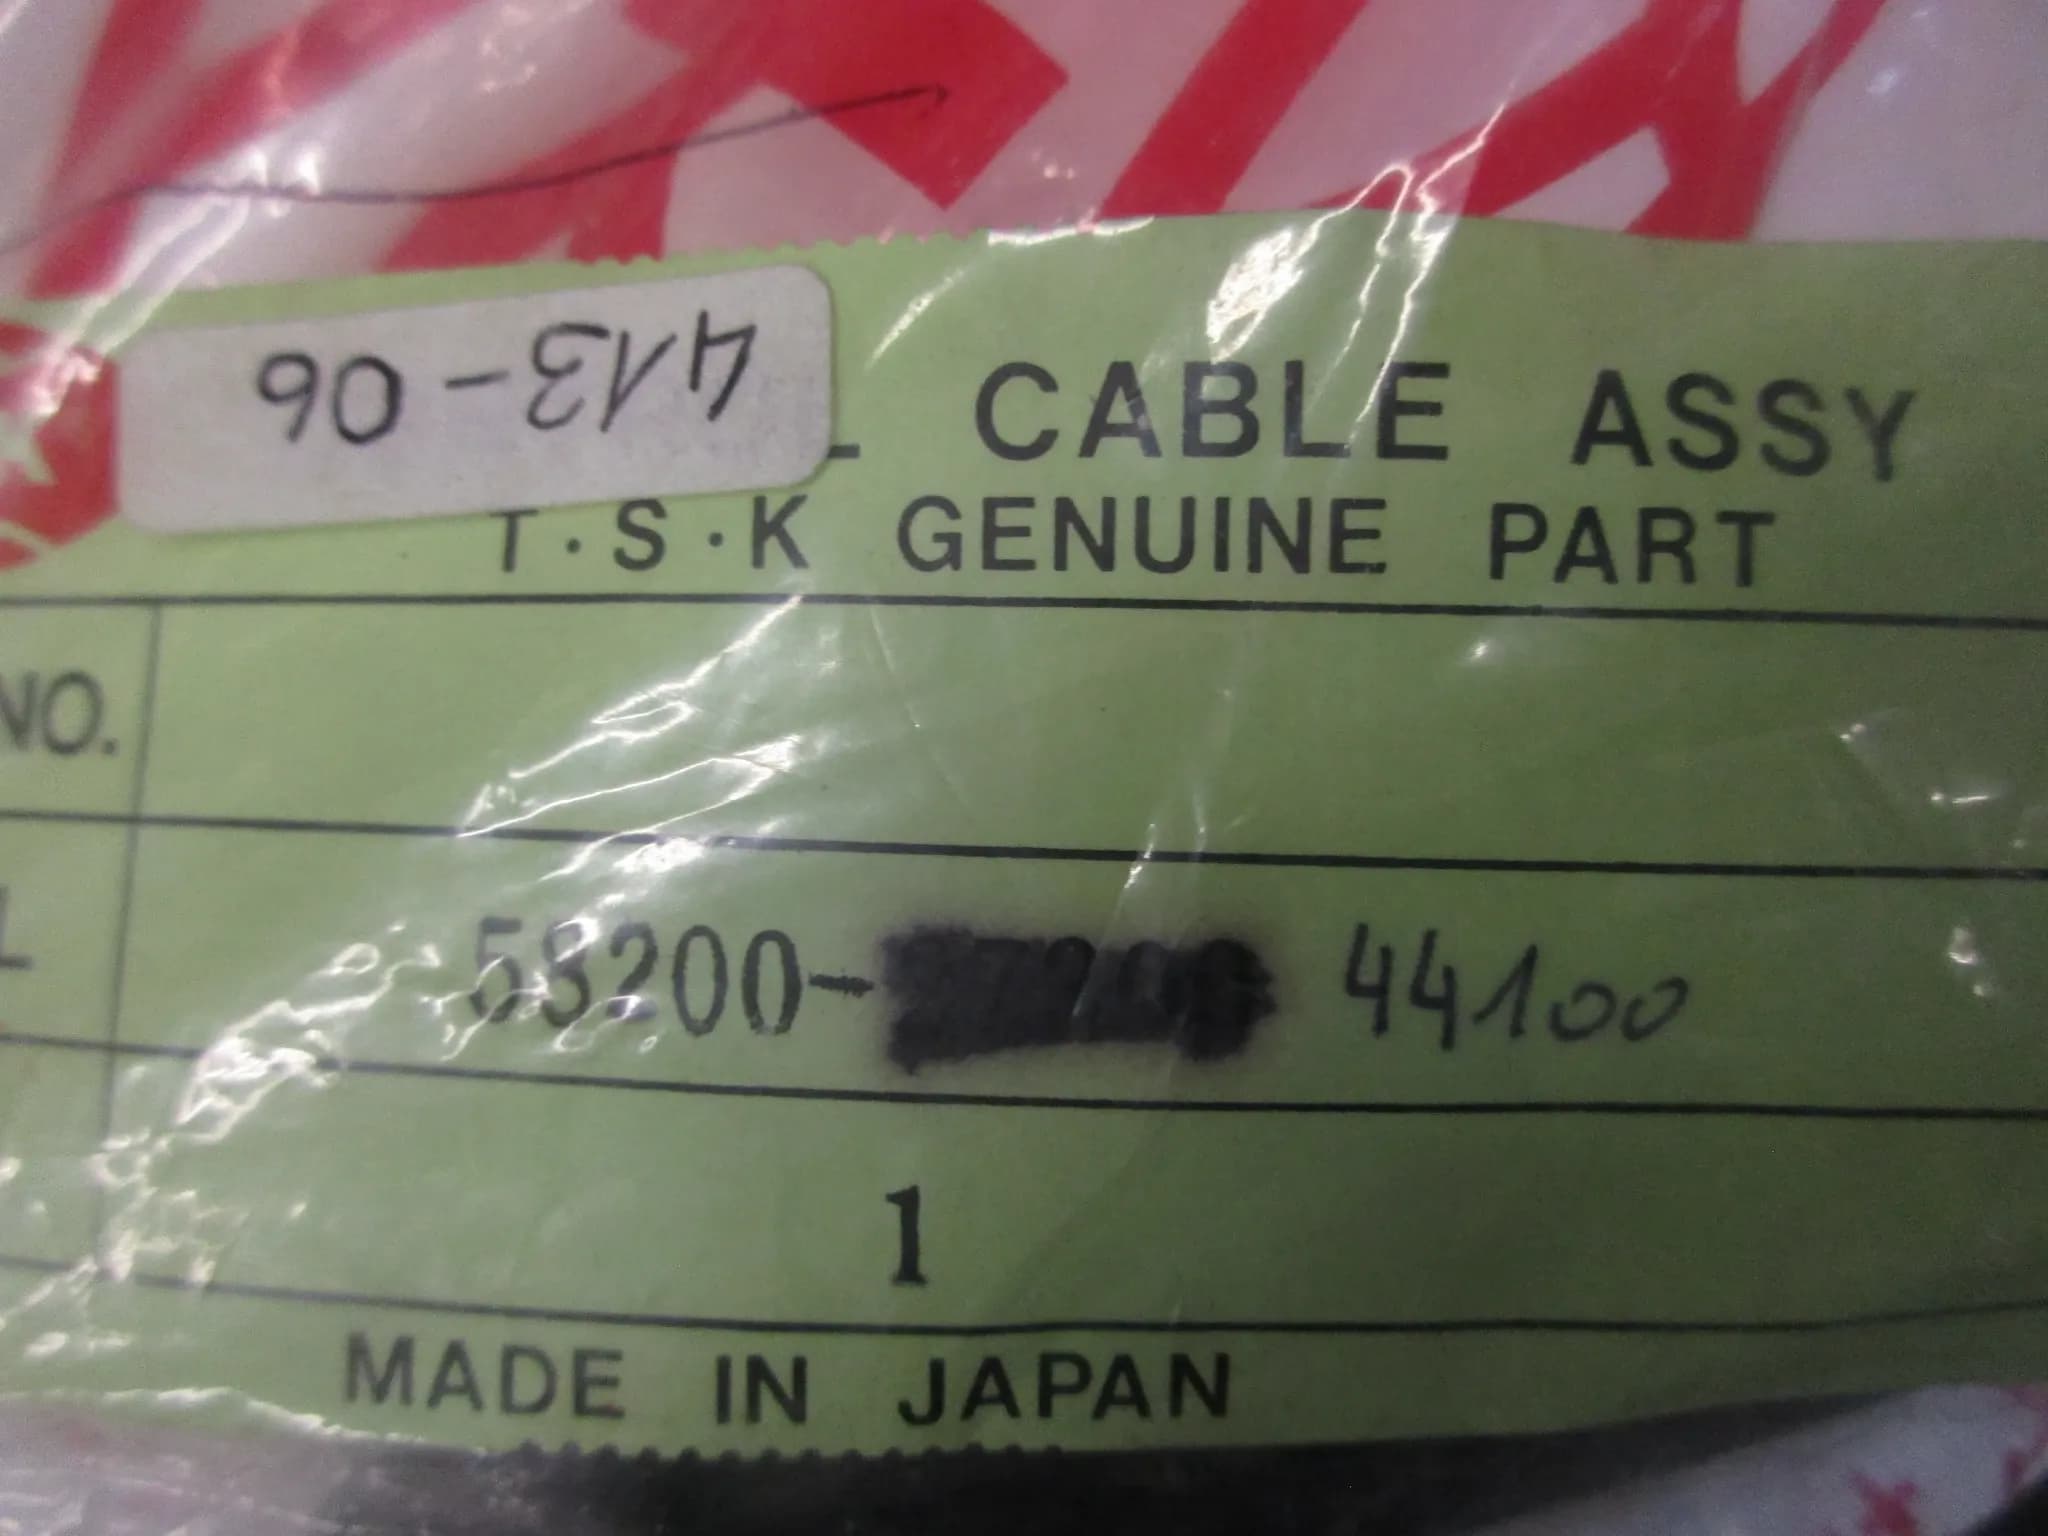 413-06
L CABLE ASSY
T.S.K GENUINE PART
NO.
L 58200- 44100
1
MADE IN JAPAN